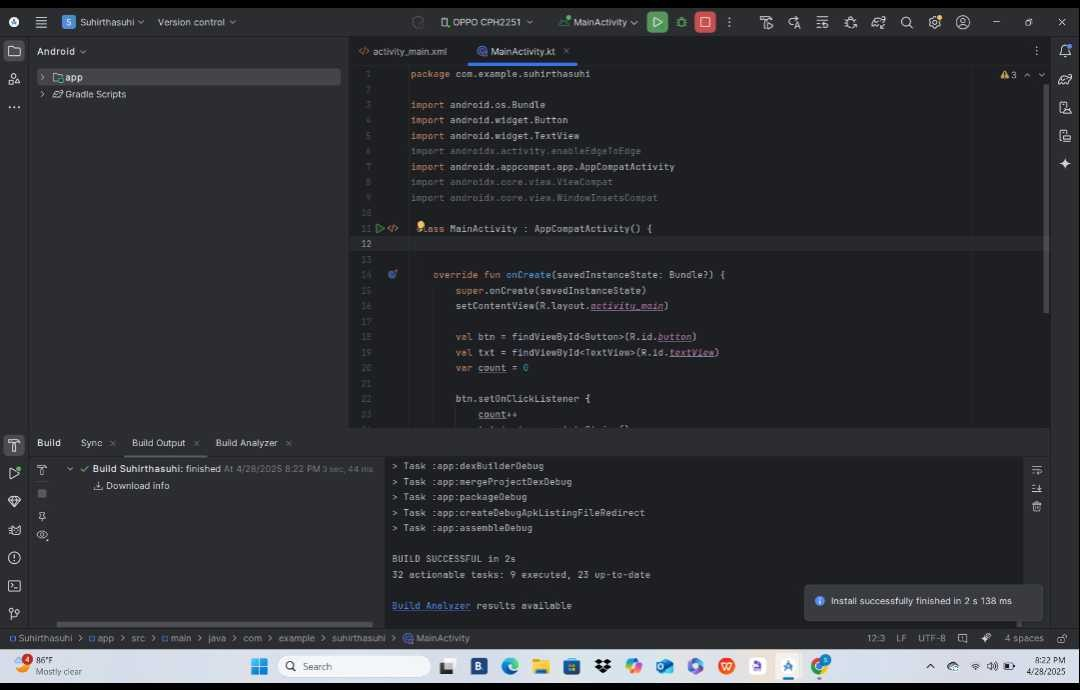 S Suhirthasuhi Version control OPPO CPH2251 MainActivity
Android
app
Gradle Scripts
activity_main.xml MainActivity.kt
3
1 package com.example.suhirthasuhi
2
3 import android.os.Bundle
4 import android.widget.Button
5 import android.widget.TextView
6 import androidx.activity.enableEdgeToEdge
7 import androidx.appcompat.app.AppCompatActivity
8 import androidx.core.view.ViewCompat
9 import androidx.core.view.WindowInsetsCompat
10
11 class MainActivity : AppCompatActivity() {
12
13
14 override fun onCreate(savedInstanceState: Bundle?) {
15 super.onCreate(savedInstanceState)
16 setContentView(R.layout.activity_main)
17
18 val btn = findViewById<Button>(R.id.button)
19 val txt = findViewById<TextView>(R.id.textView)
20 var count = 0
21
22 btn.setOnClickListener {
23 count++
Build Sync Build Output Build Analyzer
Build Suhirthasuhi: finished At 4/28/2025 8:22 PM 3 sec, 44 ms
Download info
> Task :app:dexBuilderDebug
> Task :app:mergeProjectDexDebug
> Task :app:packageDebug
> Task :app:createDebugApkListingFileRedirect
> Task :app:assembleDebug
BUILD SUCCESSFUL in 2s
32 actionable tasks: 9 executed, 23 up-to-date
Build Analyzer results available
Install successfully finished in 2 s 138 ms
Suhirthasuhi > app > src > main > java > com > example > suhirthasuhi > MainActivity
12:3 LF UTF-8 4 spaces
4
86°F
Mostly clear
Search
B.
8:22 PM
4/28/2025